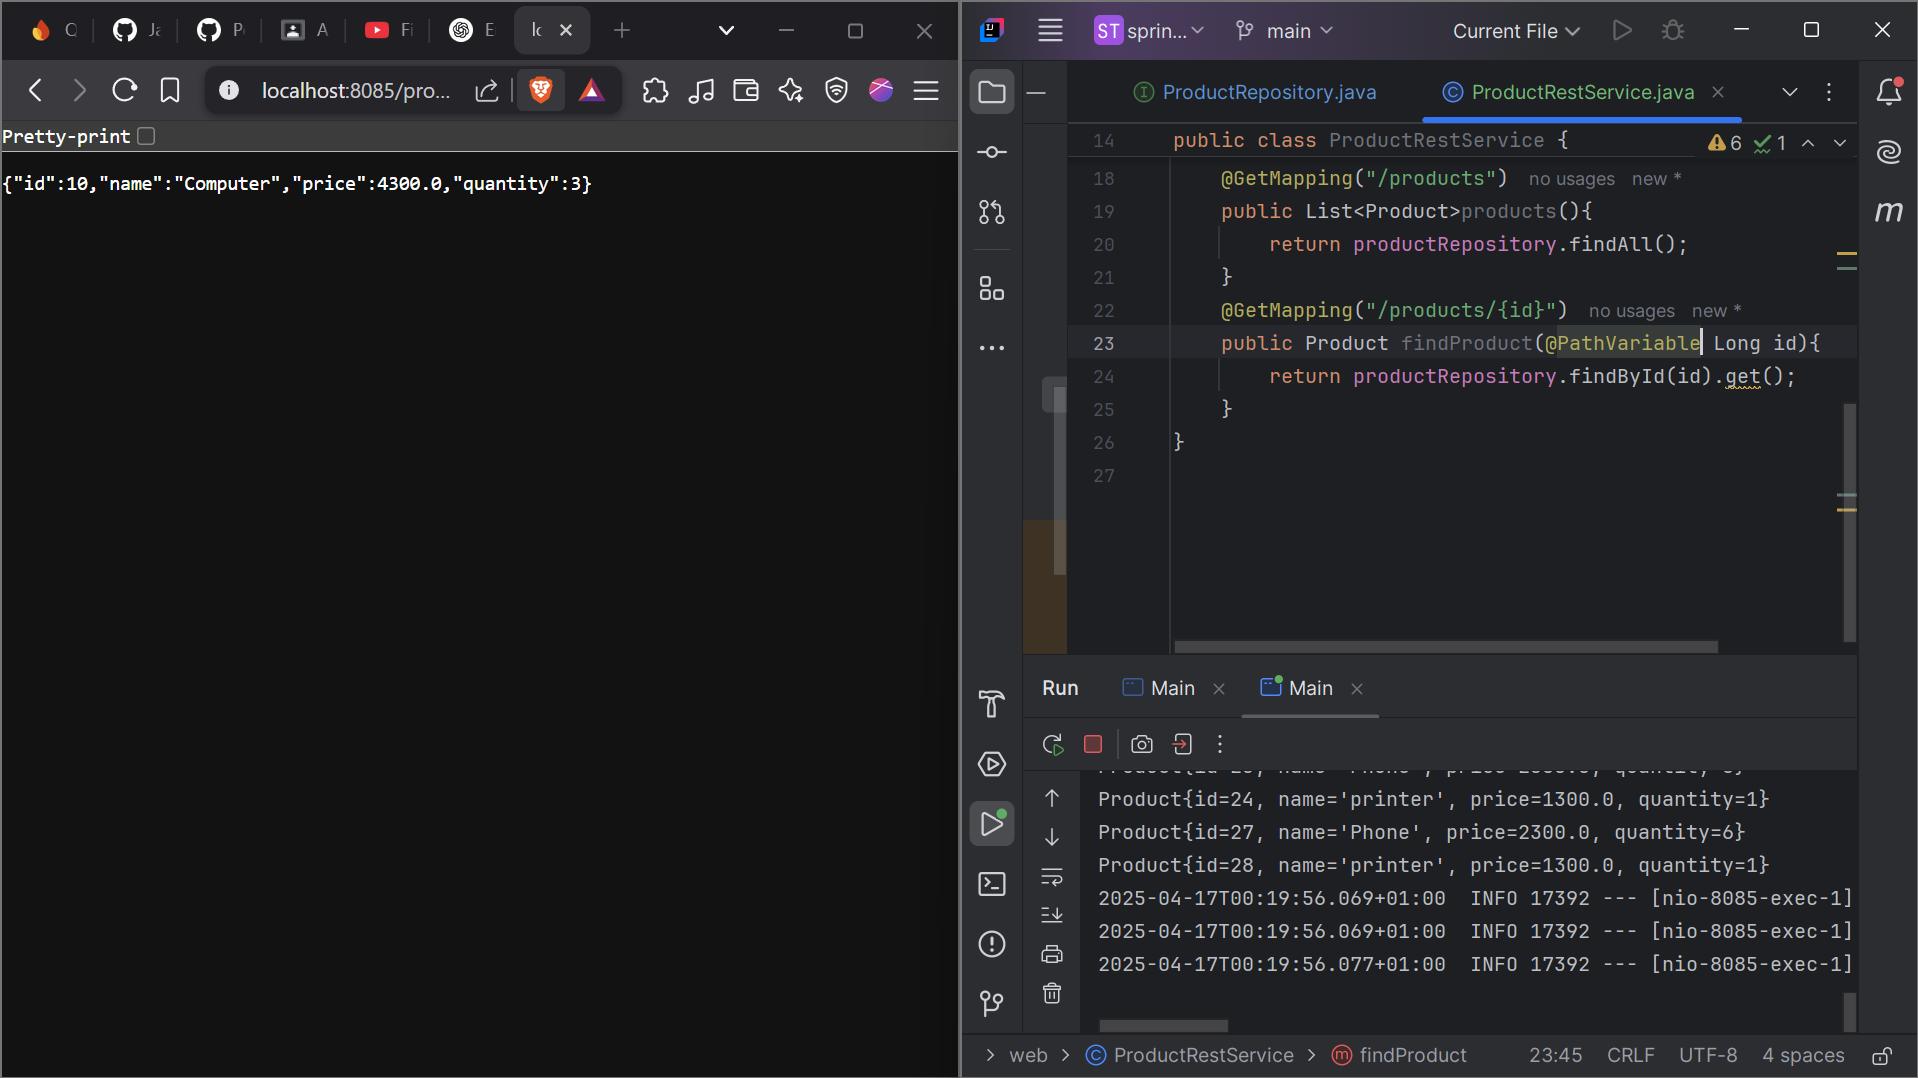 localhost:8085/pro...
Pretty-print
{"id":10,"name":"Computer","price":4300.0,"quantity":3}
ST sprin... main Current File
ProductRepository.java ProductRestService.java
14 public class ProductRestService { 6 1
18 @GetMapping("/products") no usages new *
19 public List<Product>products(){
20 return productRepository.findAll();
21 }
22 @GetMapping("/products/{id}") no usages new *
23 public Product findProduct(@PathVariable Long id){
24 return productRepository.findById(id).get();
25 }
26 }
27
Run Main Main
Product{id=24, name='printer', price=1300.0, quantity=1}
Product{id=27, name='Phone', price=2300.0, quantity=6}
Product{id=28, name='printer', price=1300.0, quantity=1}
2025-04-17T00:19:56.069+01:00 INFO 17392 --- [nio-8085-exec-1]
2025-04-17T00:19:56.069+01:00 INFO 17392 --- [nio-8085-exec-1]
2025-04-17T00:19:56.077+01:00 INFO 17392 --- [nio-8085-exec-1]
web ProductRestService findProduct 23:45 CRLF UTF-8 4 spaces